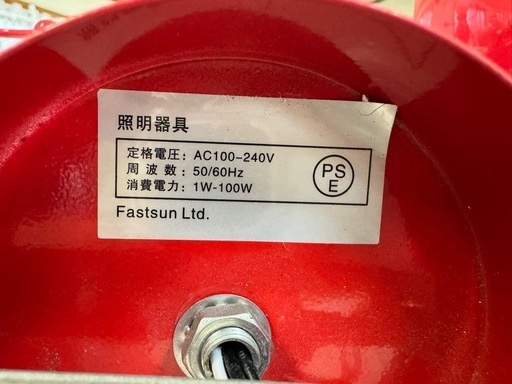 照明器具
定格電圧: AC100-240V
周波数: 50/60Hz
消費電力: 1W-100W
PS
E
Fastsun Ltd.